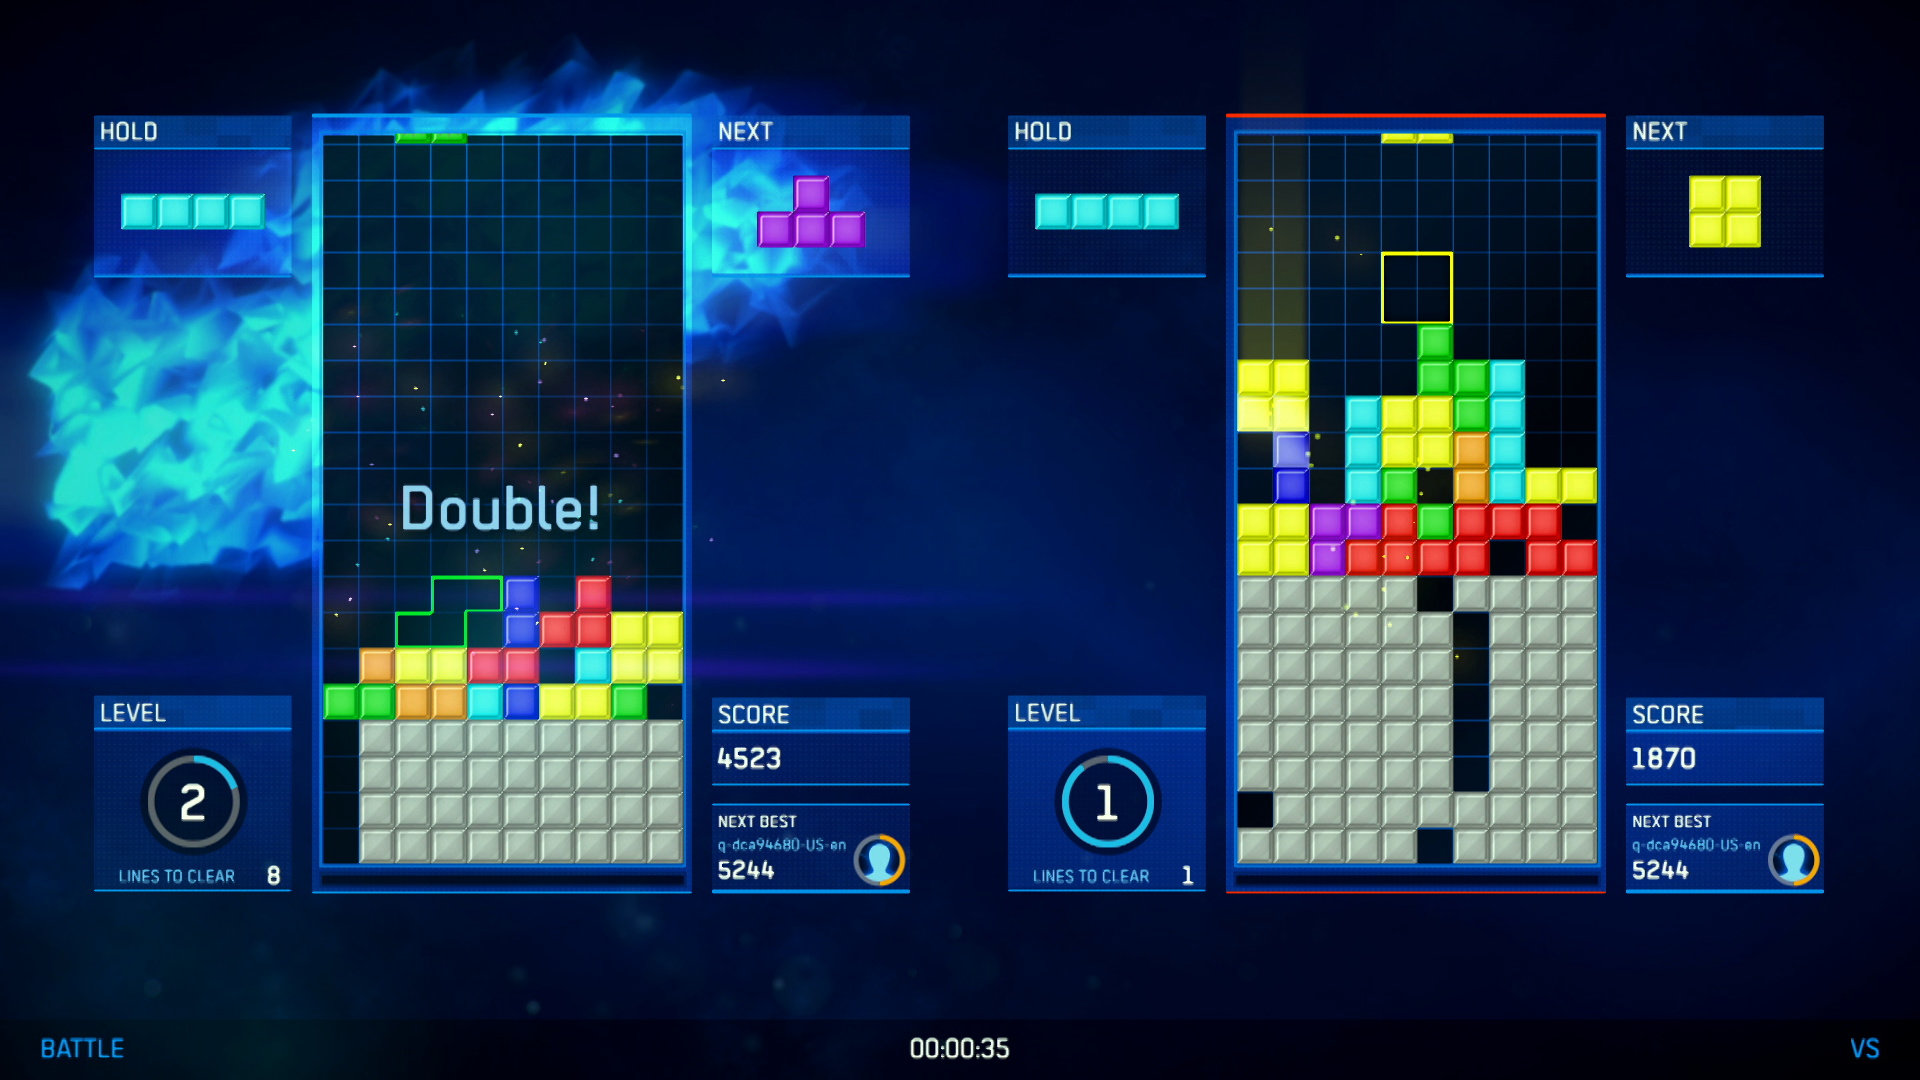 HOLD
NEXT
HOLD
NEXT
Double!
LEVEL
2
LINES TO CLEAR 8
SCORE
4523
NEXT BEST
q-dca94680-US-en
5244
LEVEL
1
LINES TO CLEAR 1
SCORE
1870
NEXT BEST
q-dca94680-US-en
5244
BATTLE
00:00:35
VS